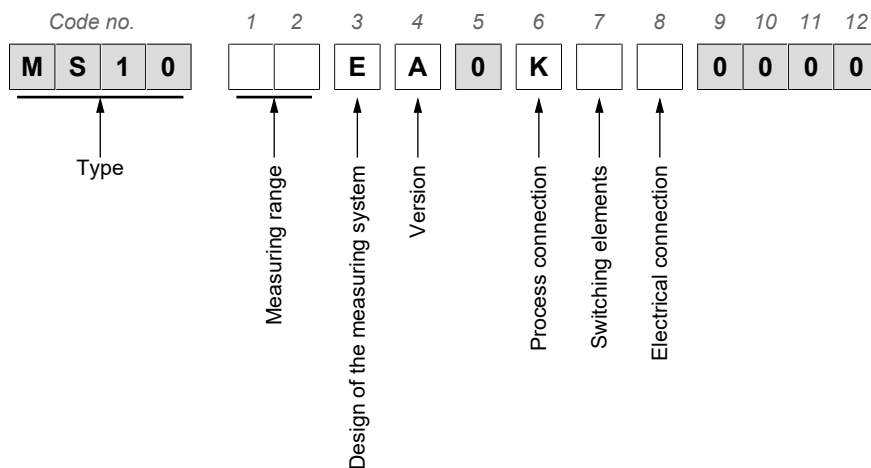 Code no. 1 2 3 4 5 6 7 8 9 10 11 12
M S 1 0 E A 0 K 0 0 0 0
Type
Measuring range
Design of the measuring system
Version
Process connection
Switching elements
Electrical connection